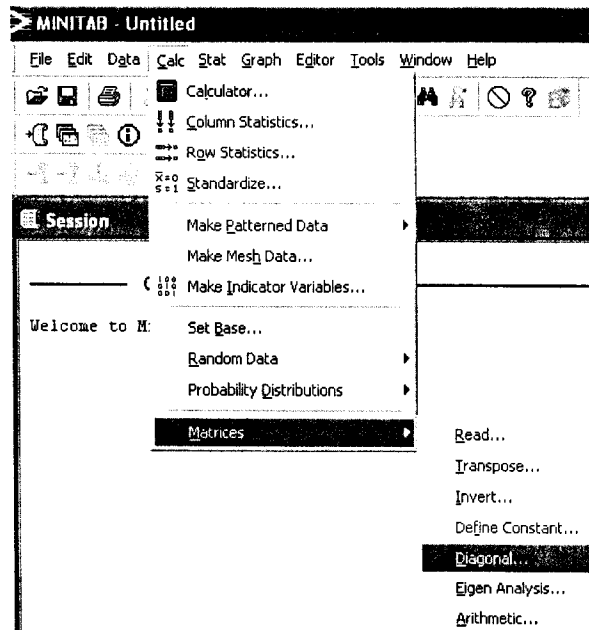 MINITAB - Untitled
File Edit Data Calc Stat Graph Editor Tools Window Help
Calculator...
Column Statistics...
Row Statistics...
Standardize...
Session
Make Patterned Data
Make Mesh Data...
Make Indicator Variables...
Welcome to M
Set Base...
Random Data
Probability Distributions
Matrices
Read...
Transpose...
Invert...
Define Constant...
Diagonal...
Eigen Analysis...
Arithmetic...